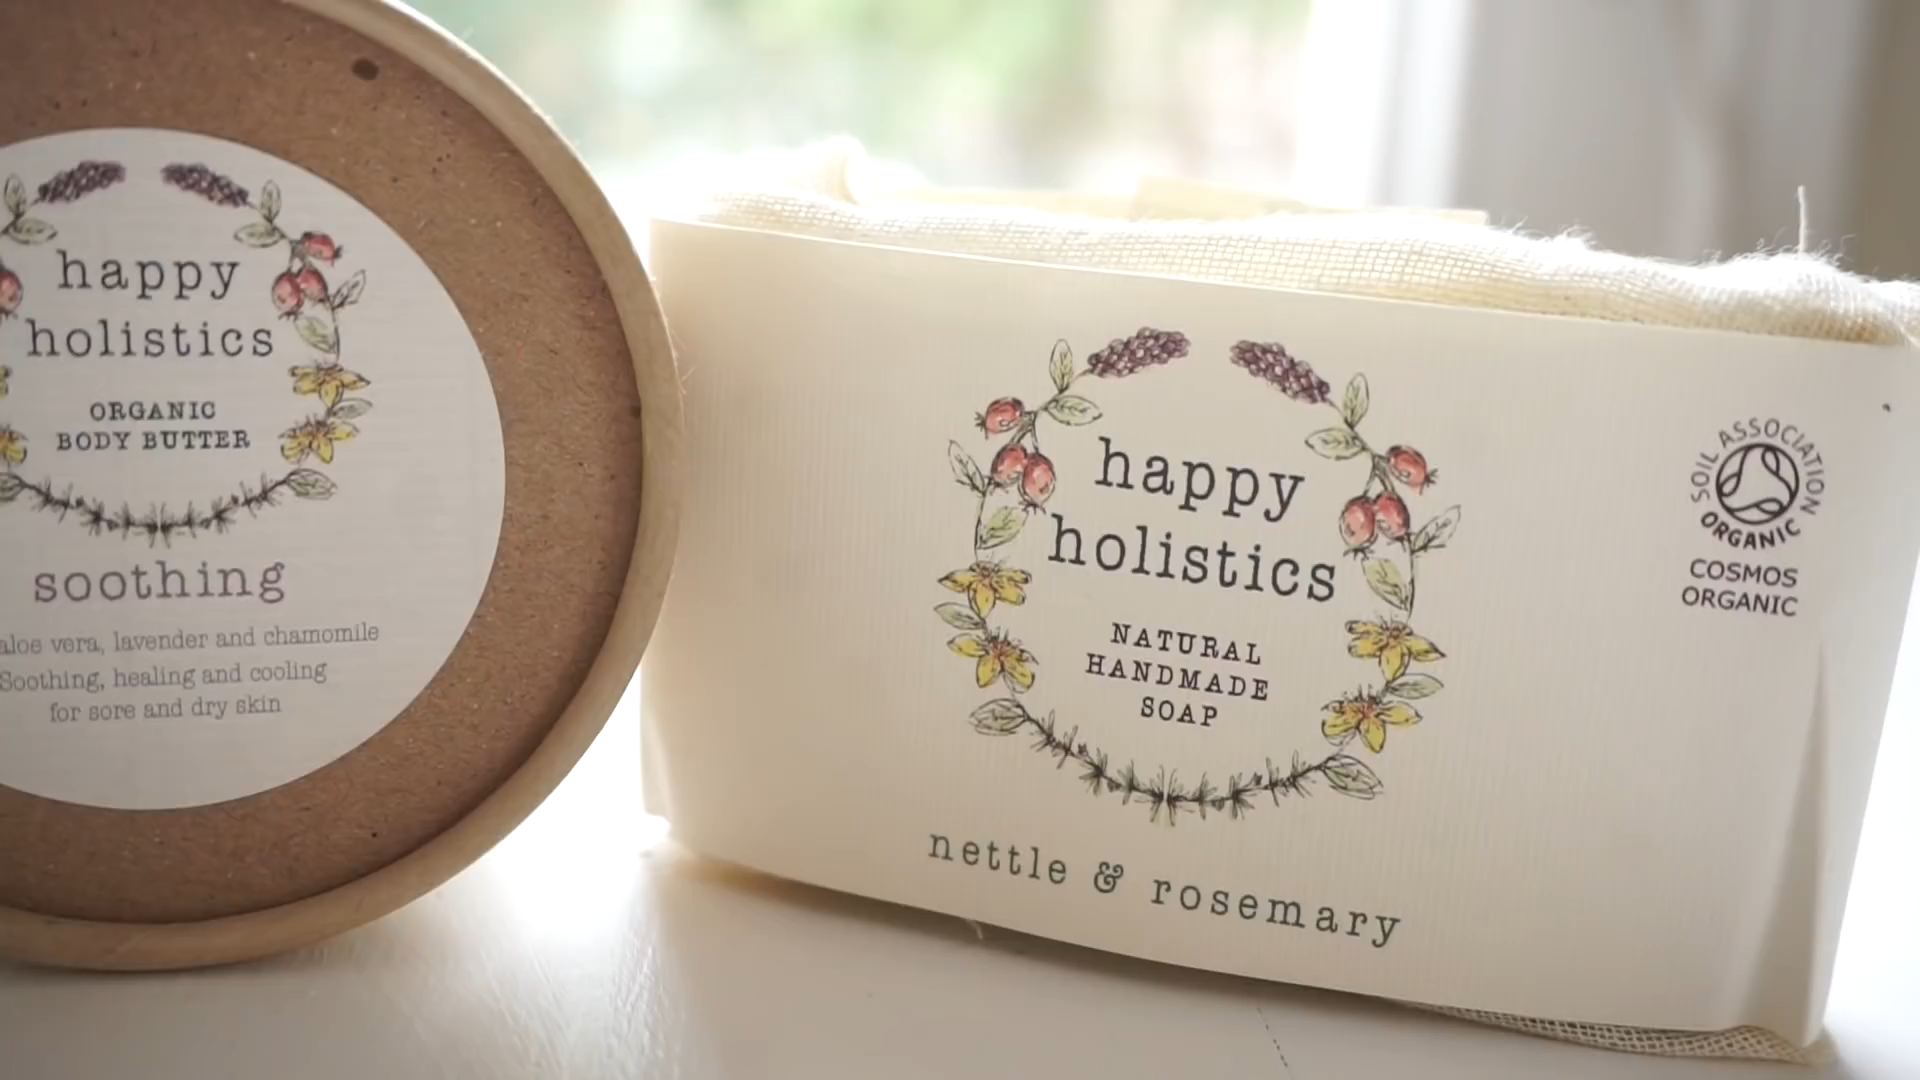 happy
holistics
ORGANIC
BODY BUTTER
soothing
aloe vera, lavender and chamomile
Soothing, healing and cooling
for sore and dry skin
happy
holistics
NATURAL
HANDMADE
SOAP
nettle & rosemary
SOIL ASSOCIATION
ORGANIC
COSMOS
ORGANIC